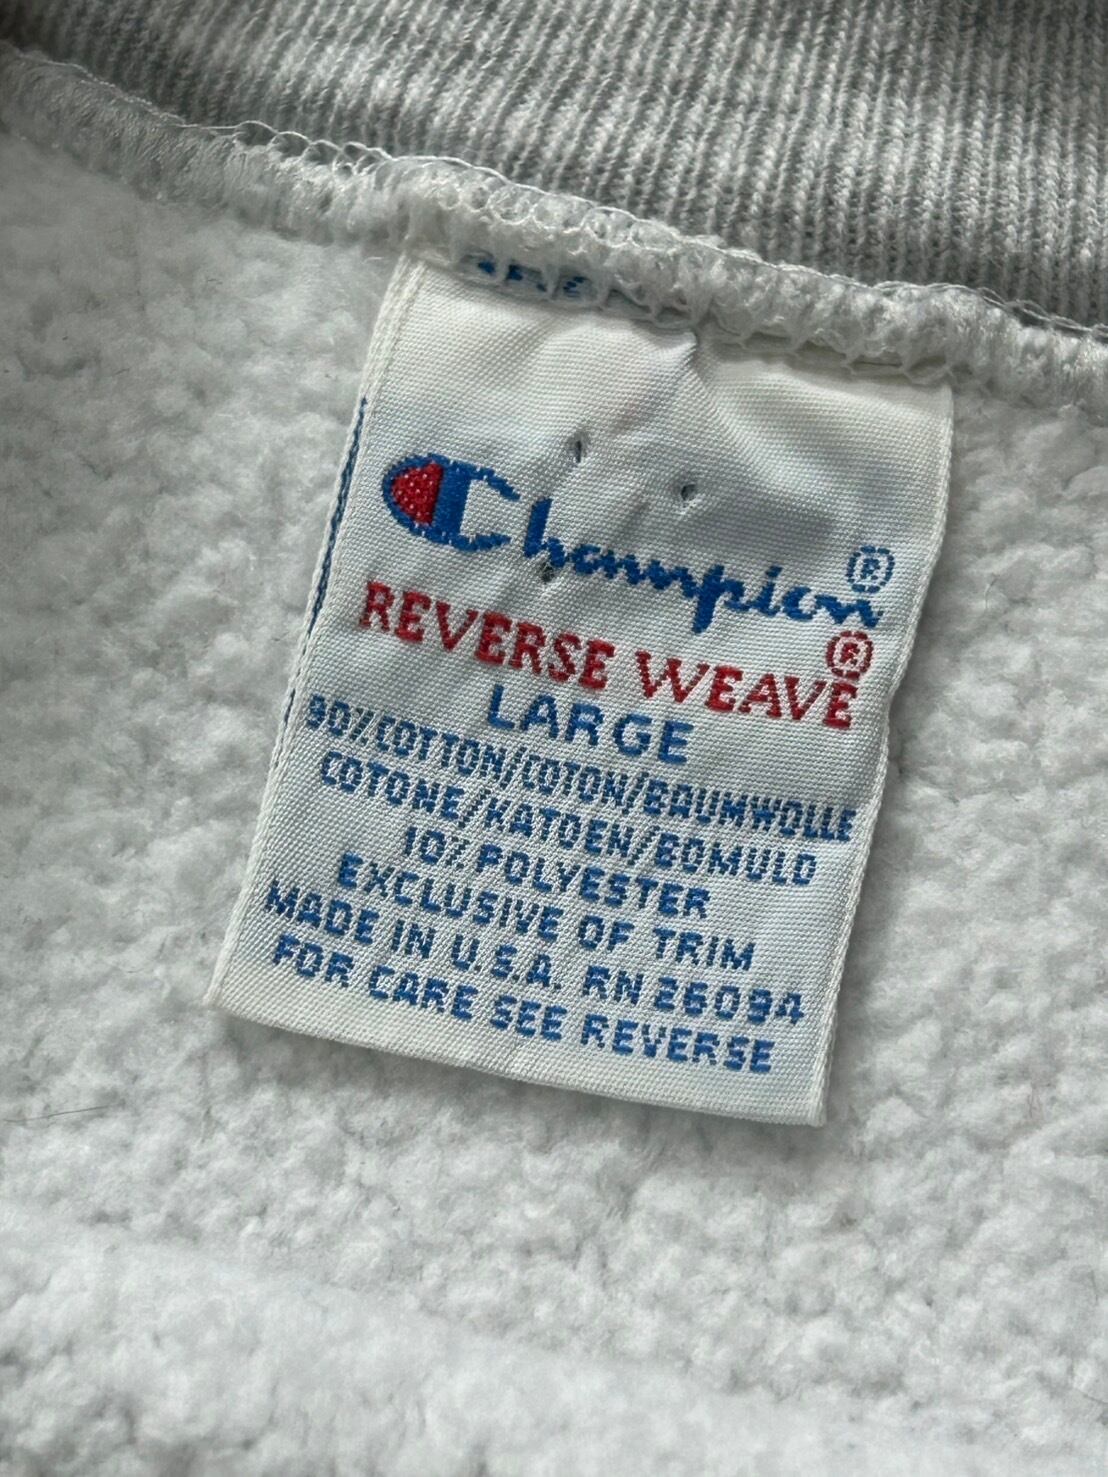 Champion®
REVERSE WEAVE®
LARGE
90%COTTON/COTON/BAUMWOLLE
COTONE/KATOEN/BOMULD
10% POLYESTER
EXCLUSIVE OF TRIM
MADE IN U.S.A. RN 26094
FOR CARE SEE REVERSE